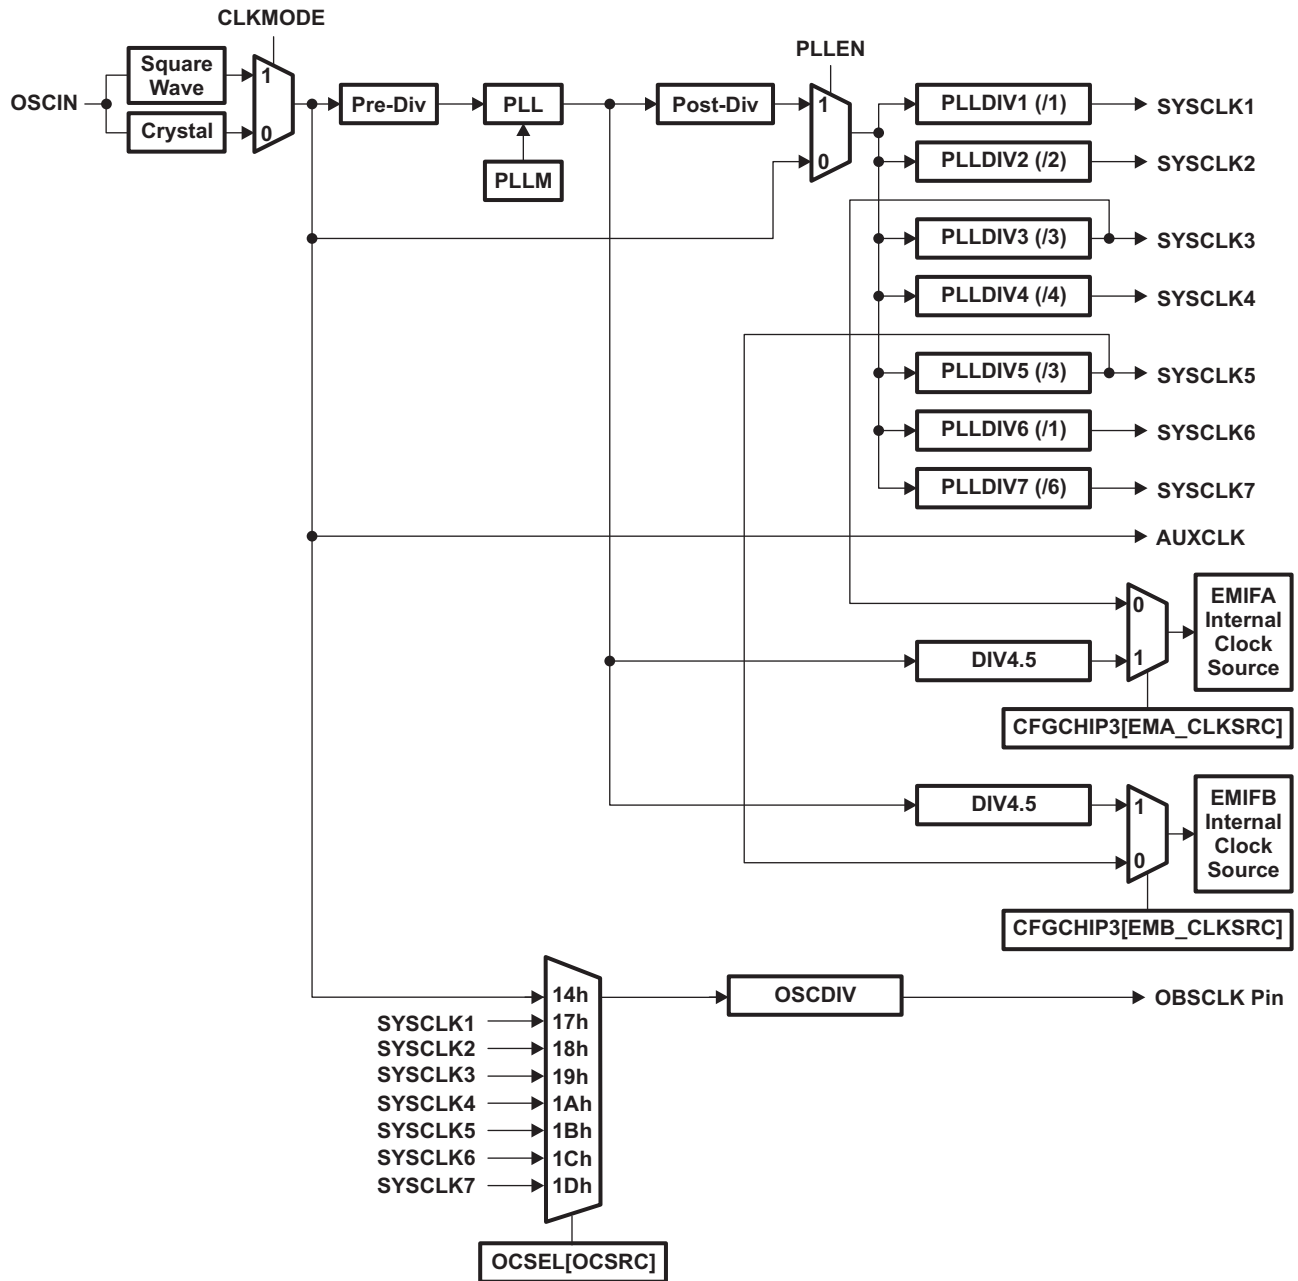 CLKMODE
PLLEN
OSCIN
Square
Wave
Crystal
1
0
Pre-Div
PLL
PLLM
Post-Div
1
0
PLLDIV1 (/1)
SYSCLK1
PLLDIV2 (/2)
SYSCLK2
PLLDIV3 (/3)
SYSCLK3
PLLDIV4 (/4)
SYSCLK4
PLLDIV5 (/3)
SYSCLK5
PLLDIV6 (/1)
SYSCLK6
PLLDIV7 (/6)
SYSCLK7
AUXCLK
DIV4.5
0
1
EMIFA
Internal
Clock
Source
CFGCHIP3[EMA_CLKSRC]
DIV4.5
1
0
EMIFB
Internal
Clock
Source
CFGCHIP3[EMB_CLKSRC]
14h
OSCDIV
OBSCLK Pin
SYSCLK1
17h
SYSCLK2
18h
SYSCLK3
19h
SYSCLK4
1Ah
SYSCLK5
1Bh
SYSCLK6
1Ch
SYSCLK7
1Dh
OCSEL[OCSRC]